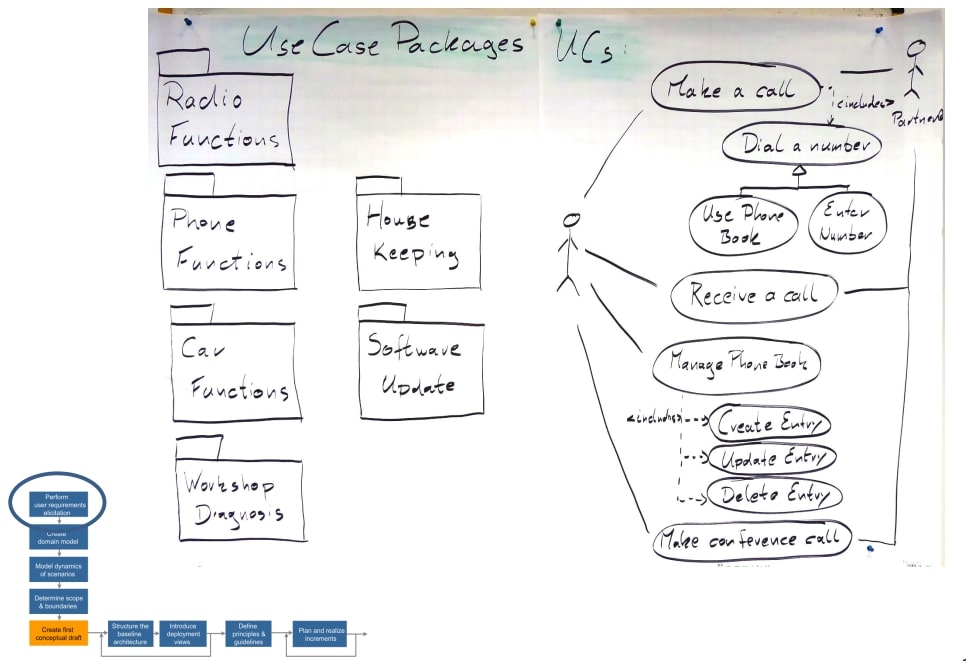 Use Case Packages
UCs:
Radio
Functions
Phone
Functions
House
Keeping
Car
Functions
Software
Update
Workshop
Diagnosis
Make a call
<includes>
Partner
Dial a number
Use Phone
Book
Enter
Number
Receive a call
Manage Phone Book
<includes>
Create Entry
Update Entry
Delete Entry
Make conference call
Perform
user requirements
elicitation
Create
domain model
Model dynamics
of scenarios
Determine scope
& boundaries
Create first
conceptual draft
Structure the
baseline
architecture
Introduce
deployment
views
Define
principles &
guidelines
Plan and realize
increments